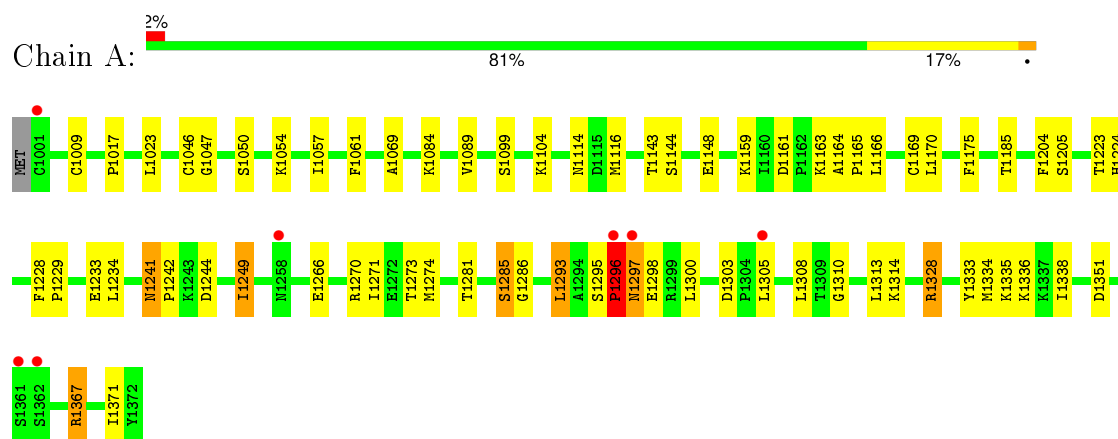 2%
Chain A:
81% 17% •
MET C1001 C1009 P1017 L1023 C1046 G1047 S1050 K1054 I1057 F1061 A1069 K1084 V1089 S1099 K1104 N1114 D1115 M1116 T1143 S1144 E1148 K1159 I1160 D1161 P1162 K1163 A1164 P1165 L1166 C1169 L1170 F1175 T1185 F1204 S1205 T1223 H1224
F1228 P1229 E1233 L1234 N1241 P1242 K1243 D1244 I1249 N1258 E1266 R1270 I1271 E1272 T1273 M1274 T1281 S1285 G1286 L1293 A1294 S1295 P1296 N1297 E1298 R1299 L1300 D1303 P1304 L1305 L1308 T1309 G1310 L1313 K1314 R1328 Y1333 M1334 K1335 K1336 K1337 I1338 D1351
S1361 S1362 R1367 I1371 Y1372